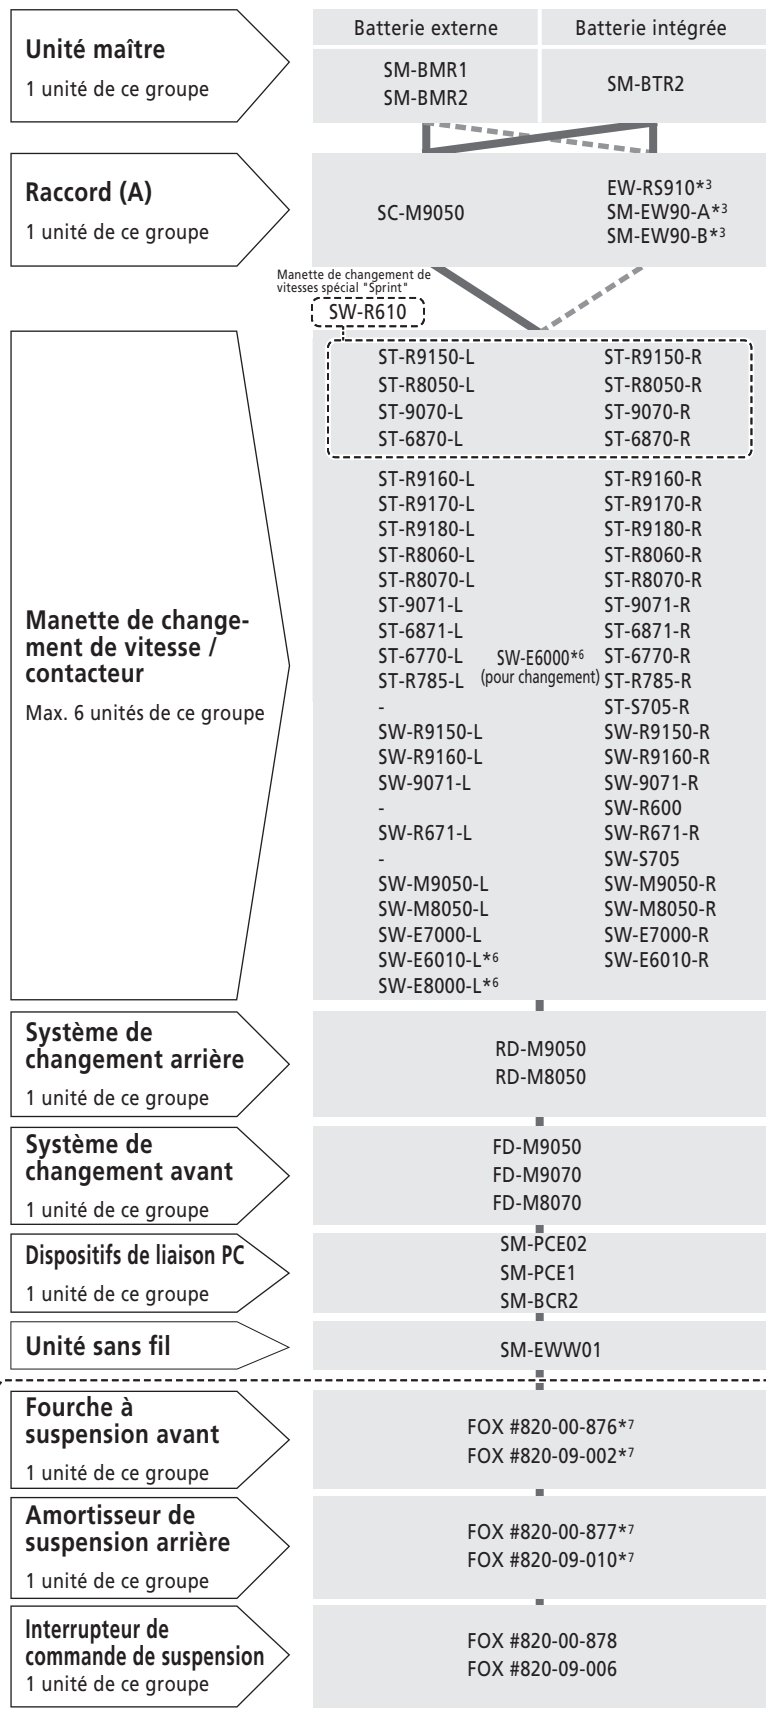 Unité maître
1 unité de ce groupe
Batterie externe
Batterie intégrée
SM-BMR1
SM-BMR2
SM-BTR2
Raccord (A)
1 unité de ce groupe
SC-M9050
EW-RS910*3
SM-EW90-A*3
SM-EW90-B*3
Manette de changement de
vitesses spécial "Sprint"
SW-R610
Manette de change-
ment de vitesse /
contacteur
Max. 6 unités de ce groupe
ST-R9150-L ST-R9150-R
ST-R8050-L ST-R8050-R
ST-9070-L ST-9070-R
ST-6870-L ST-6870-R
ST-R9160-L ST-R9160-R
ST-R9170-L ST-R9170-R
ST-R9180-L ST-R9180-R
ST-R8060-L ST-R8060-R
ST-R8070-L ST-R8070-R
ST-9071-L ST-9071-R
ST-6871-L ST-6871-R
ST-6770-L SW-E6000*6 ST-6770-R
ST-R785-L (pour changement) ST-R785-R
- ST-S705-R
SW-R9150-L SW-R9150-R
SW-R9160-L SW-R9160-R
SW-9071-L SW-9071-R
- SW-R600
SW-R671-L SW-R671-R
- SW-S705
SW-M9050-L SW-M9050-R
SW-M8050-L SW-M8050-R
SW-E7000-L SW-E7000-R
SW-E6010-L*6 SW-E6010-R
SW-E8000-L*6
Système de
changement arrière
1 unité de ce groupe
RD-M9050
RD-M8050
Système de
changement avant
1 unité de ce groupe
FD-M9050
FD-M9070
FD-M8070
Dispositifs de liaison PC
1 unité de ce groupe
SM-PCE02
SM-PCE1
SM-BCR2
Unité sans fil
SM-EWW01
Fourche à
suspension avant
1 unité de ce groupe
FOX #820-00-876*7
FOX #820-09-002*7
Amortisseur de
suspension arrière
1 unité de ce groupe
FOX #820-00-877*7
FOX #820-09-010*7
Interrupteur de
commande de suspension
1 unité de ce groupe
FOX #820-00-878
FOX #820-09-006